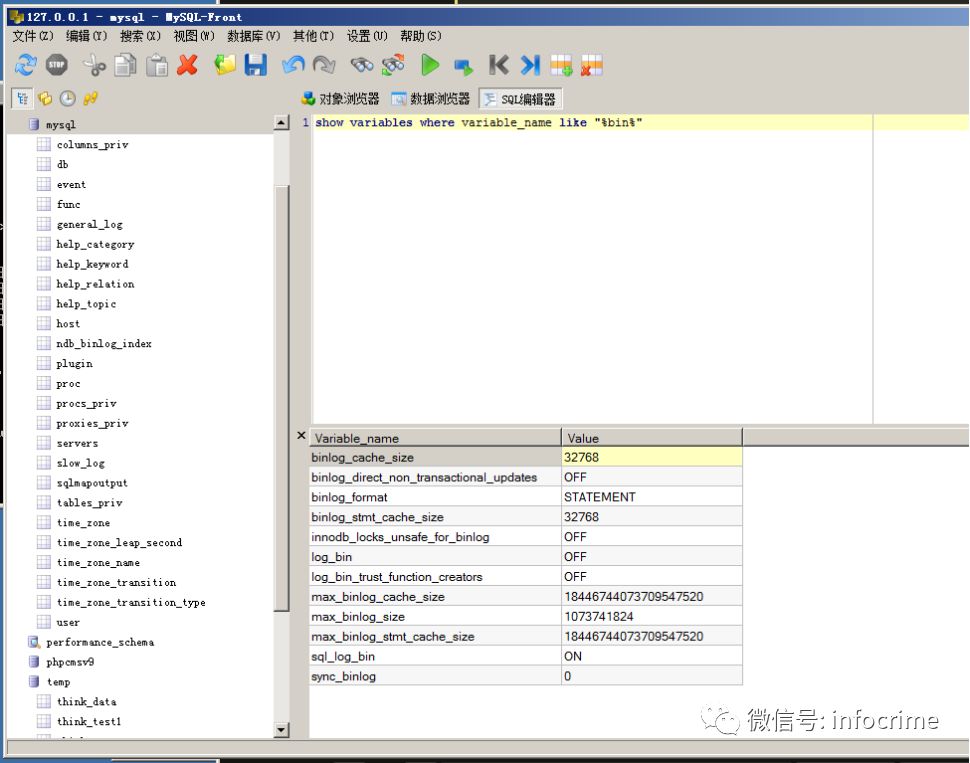 127.0.0.1 - mysql - MySQL-Front
文件(Z) 编辑(Y) 搜索(X) 视图(W) 数据库(V) 其他(T) 设置(U) 帮助(S)
STOP
对象浏览器 数据浏览器 SQL编辑器
mysql
columns_priv
db
event
func
general_log
help_category
help_keyword
help_relation
help_topic
host
ndb_binlog_index
plugin
proc
procs_priv
proxies_priv
servers
slow_log
sqlmapoutput
tables_priv
time_zone
time_zone_leap_second
time_zone_name
time_zone_transition
time_zone_transition_type
user
performance_schema
phpcmsv9
temp
think_data
think_test1
1 show variables where variable_name like "%bin%"
Variable_name Value
binlog_cache_size 32768
binlog_direct_non_transactional_updates OFF
binlog_format STATEMENT
binlog_stmt_cache_size 32768
innodb_locks_unsafe_for_binlog OFF
log_bin OFF
log_bin_trust_function_creators OFF
max_binlog_cache_size 18446744073709547520
max_binlog_size 1073741824
max_binlog_stmt_cache_size 18446744073709547520
sql_log_bin ON
sync_binlog 0
微信号: infocrime